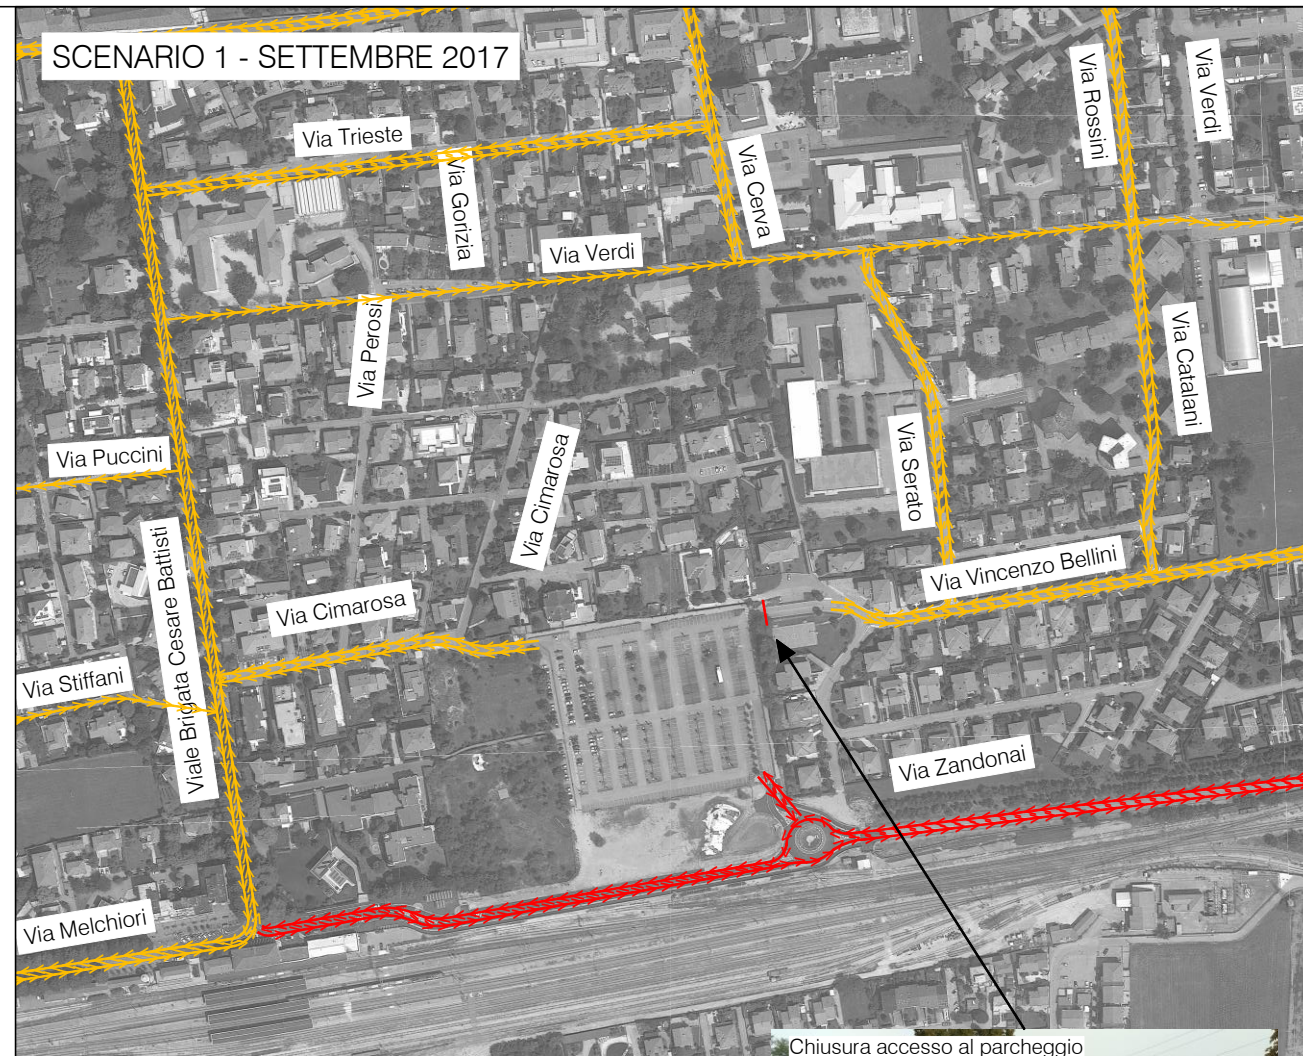 SCENARIO 1 - SETTEMBRE 2017
Via Trieste
Via Gorizia
Via Cerva
Via Rossini
Via Verdi
Via Verdi
Via Perosi
Via Puccini
Via Cimarosa
Via Serato
Via Catalani
Via Vincenzo Bellini
Via Cimarosa
Viale Brigata Cesare Battisti
Via Stiffani
Via Zandonai
Via Melchiori
Chiusura accesso al parcheggio